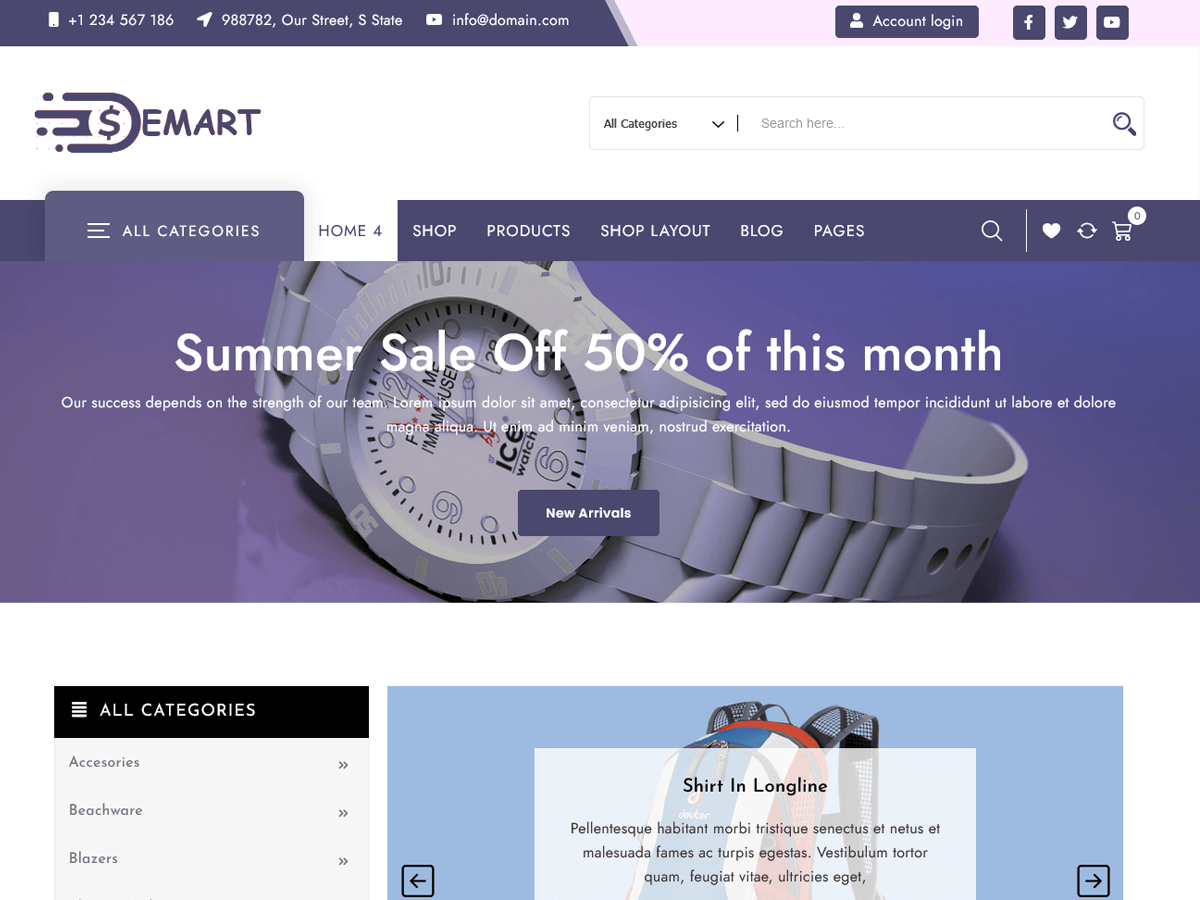 +1 234 567 186 988782, Our Street, S State info@domain.com Account login
$ EMART
All Categories Search here...
ALL CATEGORIES HOME 4 SHOP PRODUCTS SHOP LAYOUT BLOG PAGES 0
Summer Sale Off 50% of this month
Our success depends on the strength of our team. Lorem ipsum dolor sit amet, consectetur adipisicing elit, sed do eiusmod tempor incididunt ut labore et dolore
magna aliqua. Ut enim ad minim veniam, nostrud exercitation.
ice
watch
New Arrivals
ALL CATEGORIES
Accesories
Beachware
Blazers
Shirt In Longline
deuter
Pellentesque habitant morbi tristique senectus et netus et
malesuada fames ac turpis egestas. Vestibulum tortor
quam, feugiat vitae, ultricies eget,